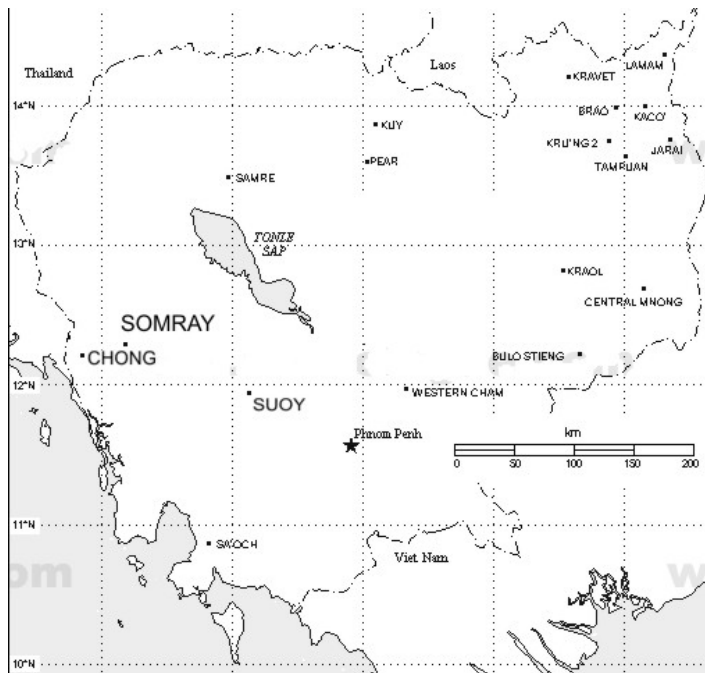 Thailand
Laos
LAMAM
KRAVET
14°N
BRAO
KACO'
KUY
KRU'NG 2
JARAI
PEAR
TAMPUAN
SAMRE
13°N
TONLE
SAP
KRAOL
CENTRAL MNONG
SOMRAY
CHONG
BULO STIENG
12°N
WESTERN CHAM
SUOY
Phnom Penh
km
0 50 100 150 200
11°N
SA'OCH
Viet Nam
om
w
10°N